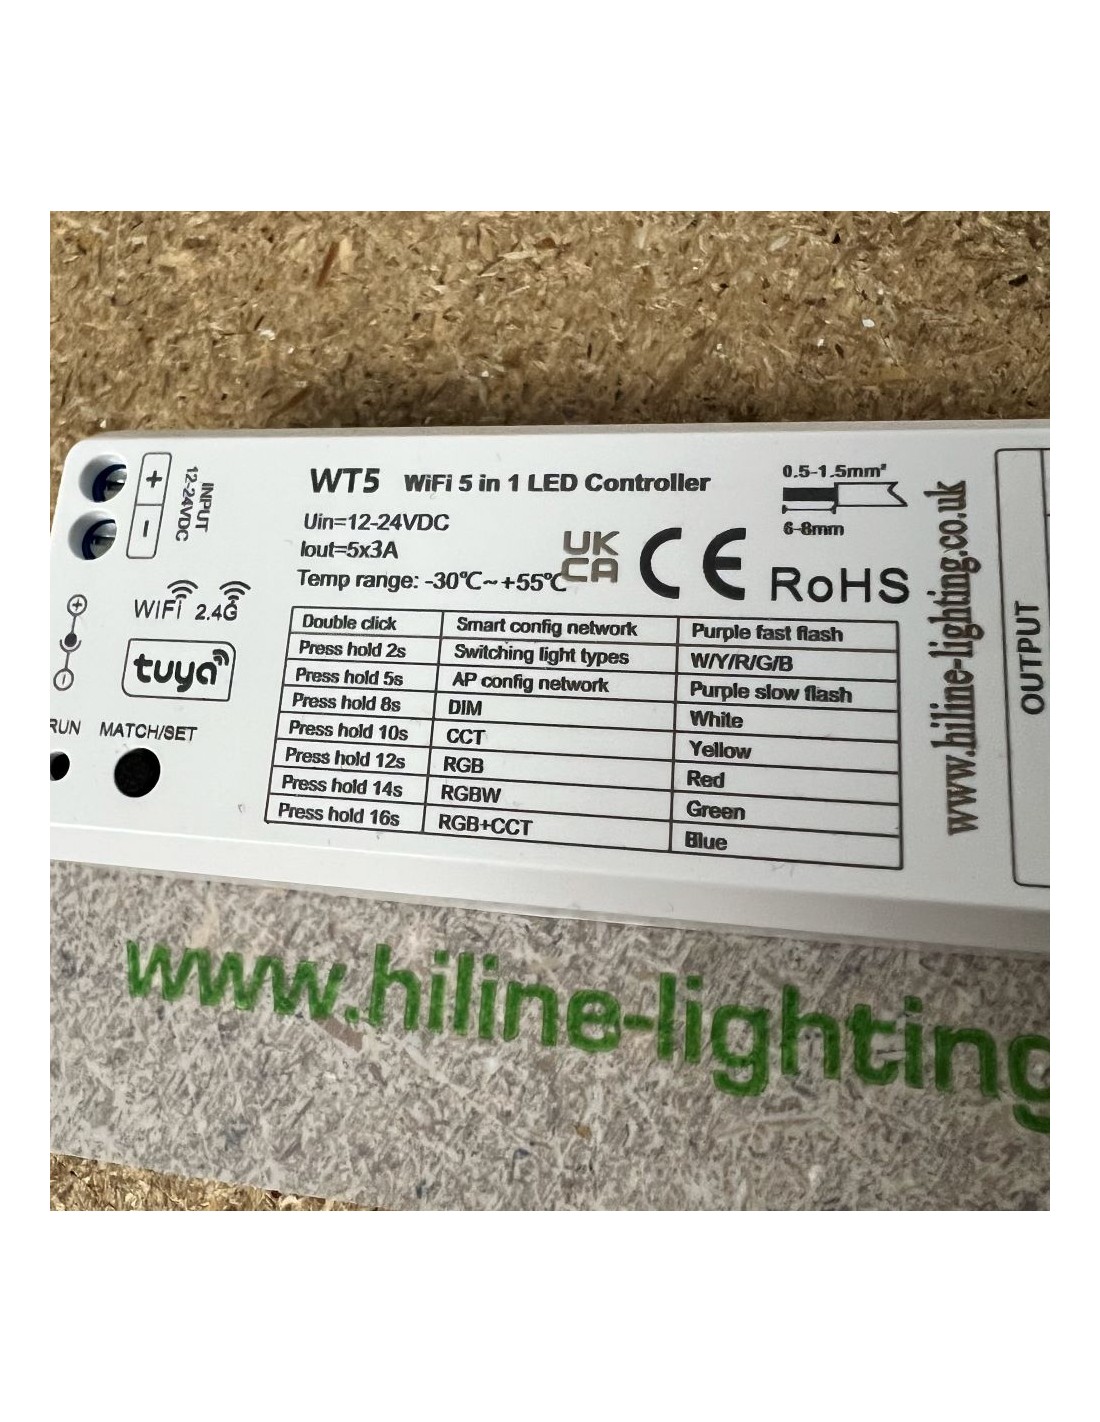 WT5 WiFi 5 in 1 LED Controller
Uin=12-24VDC
Iout=5x3A
Temp range: -30℃~+55℃
UK
CA
CE
RoHS
0.5-1.5mm²
6-8mm
+
-
INPUT
12-24VDC
WiFi 2.4G
tuya
RUN MATCH/SET
Double click Smart config network Purple fast flash
Press hold 2s Switching light types W/Y/R/G/B
Press hold 5s AP config network Purple slow flash
Press hold 8s DIM White
Press hold 10s CCT Yellow
Press hold 12s RGB Red
Press hold 14s RGBW Green
Press hold 16s RGB+CCT Blue
www.hiline-lighting.co.uk
OUTPUT
www.hiline-lighting